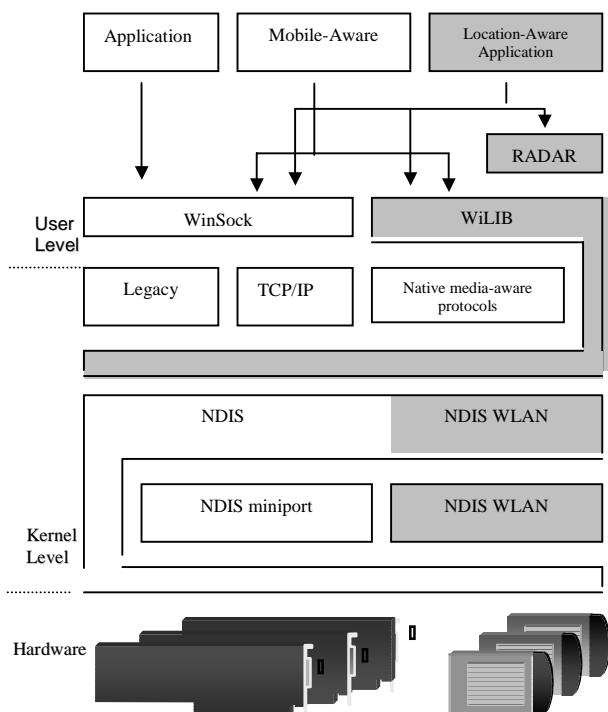 Application
Mobile-Aware
Location-Aware
Application
RADAR
WinSock
WiLIB
User
Level
Legacy
TCP/IP
Native media-aware
protocols
NDIS
NDIS WLAN
NDIS miniport
NDIS WLAN
Kernel
Level
Hardware